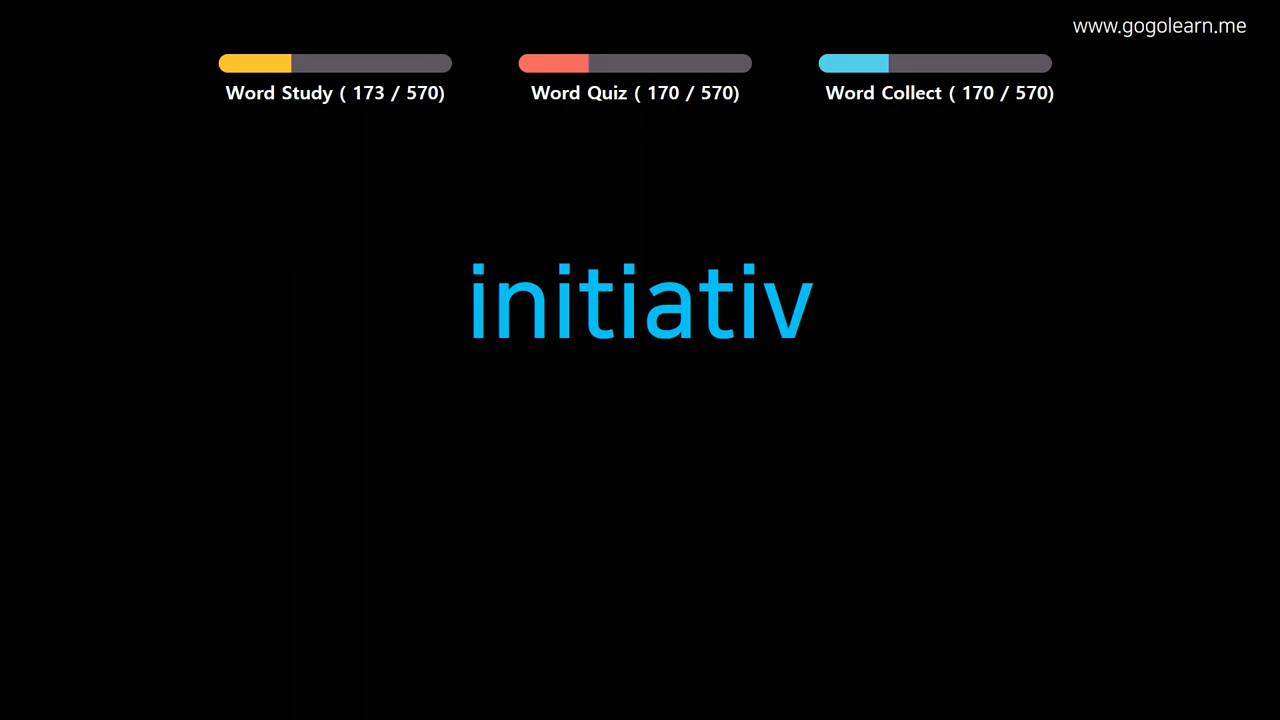 www.gogolearn.me
Word Study ( 173 / 570)
Word Quiz ( 170 / 570)
Word Collect ( 170 / 570)
initiativ